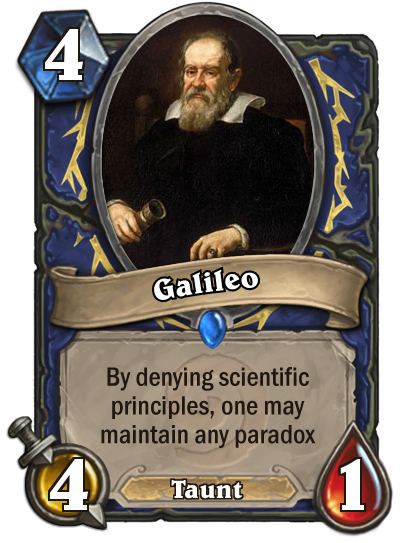 4
Galileo
By denying scientific
principles, one may
maintain any paradox
4
Taunt
1